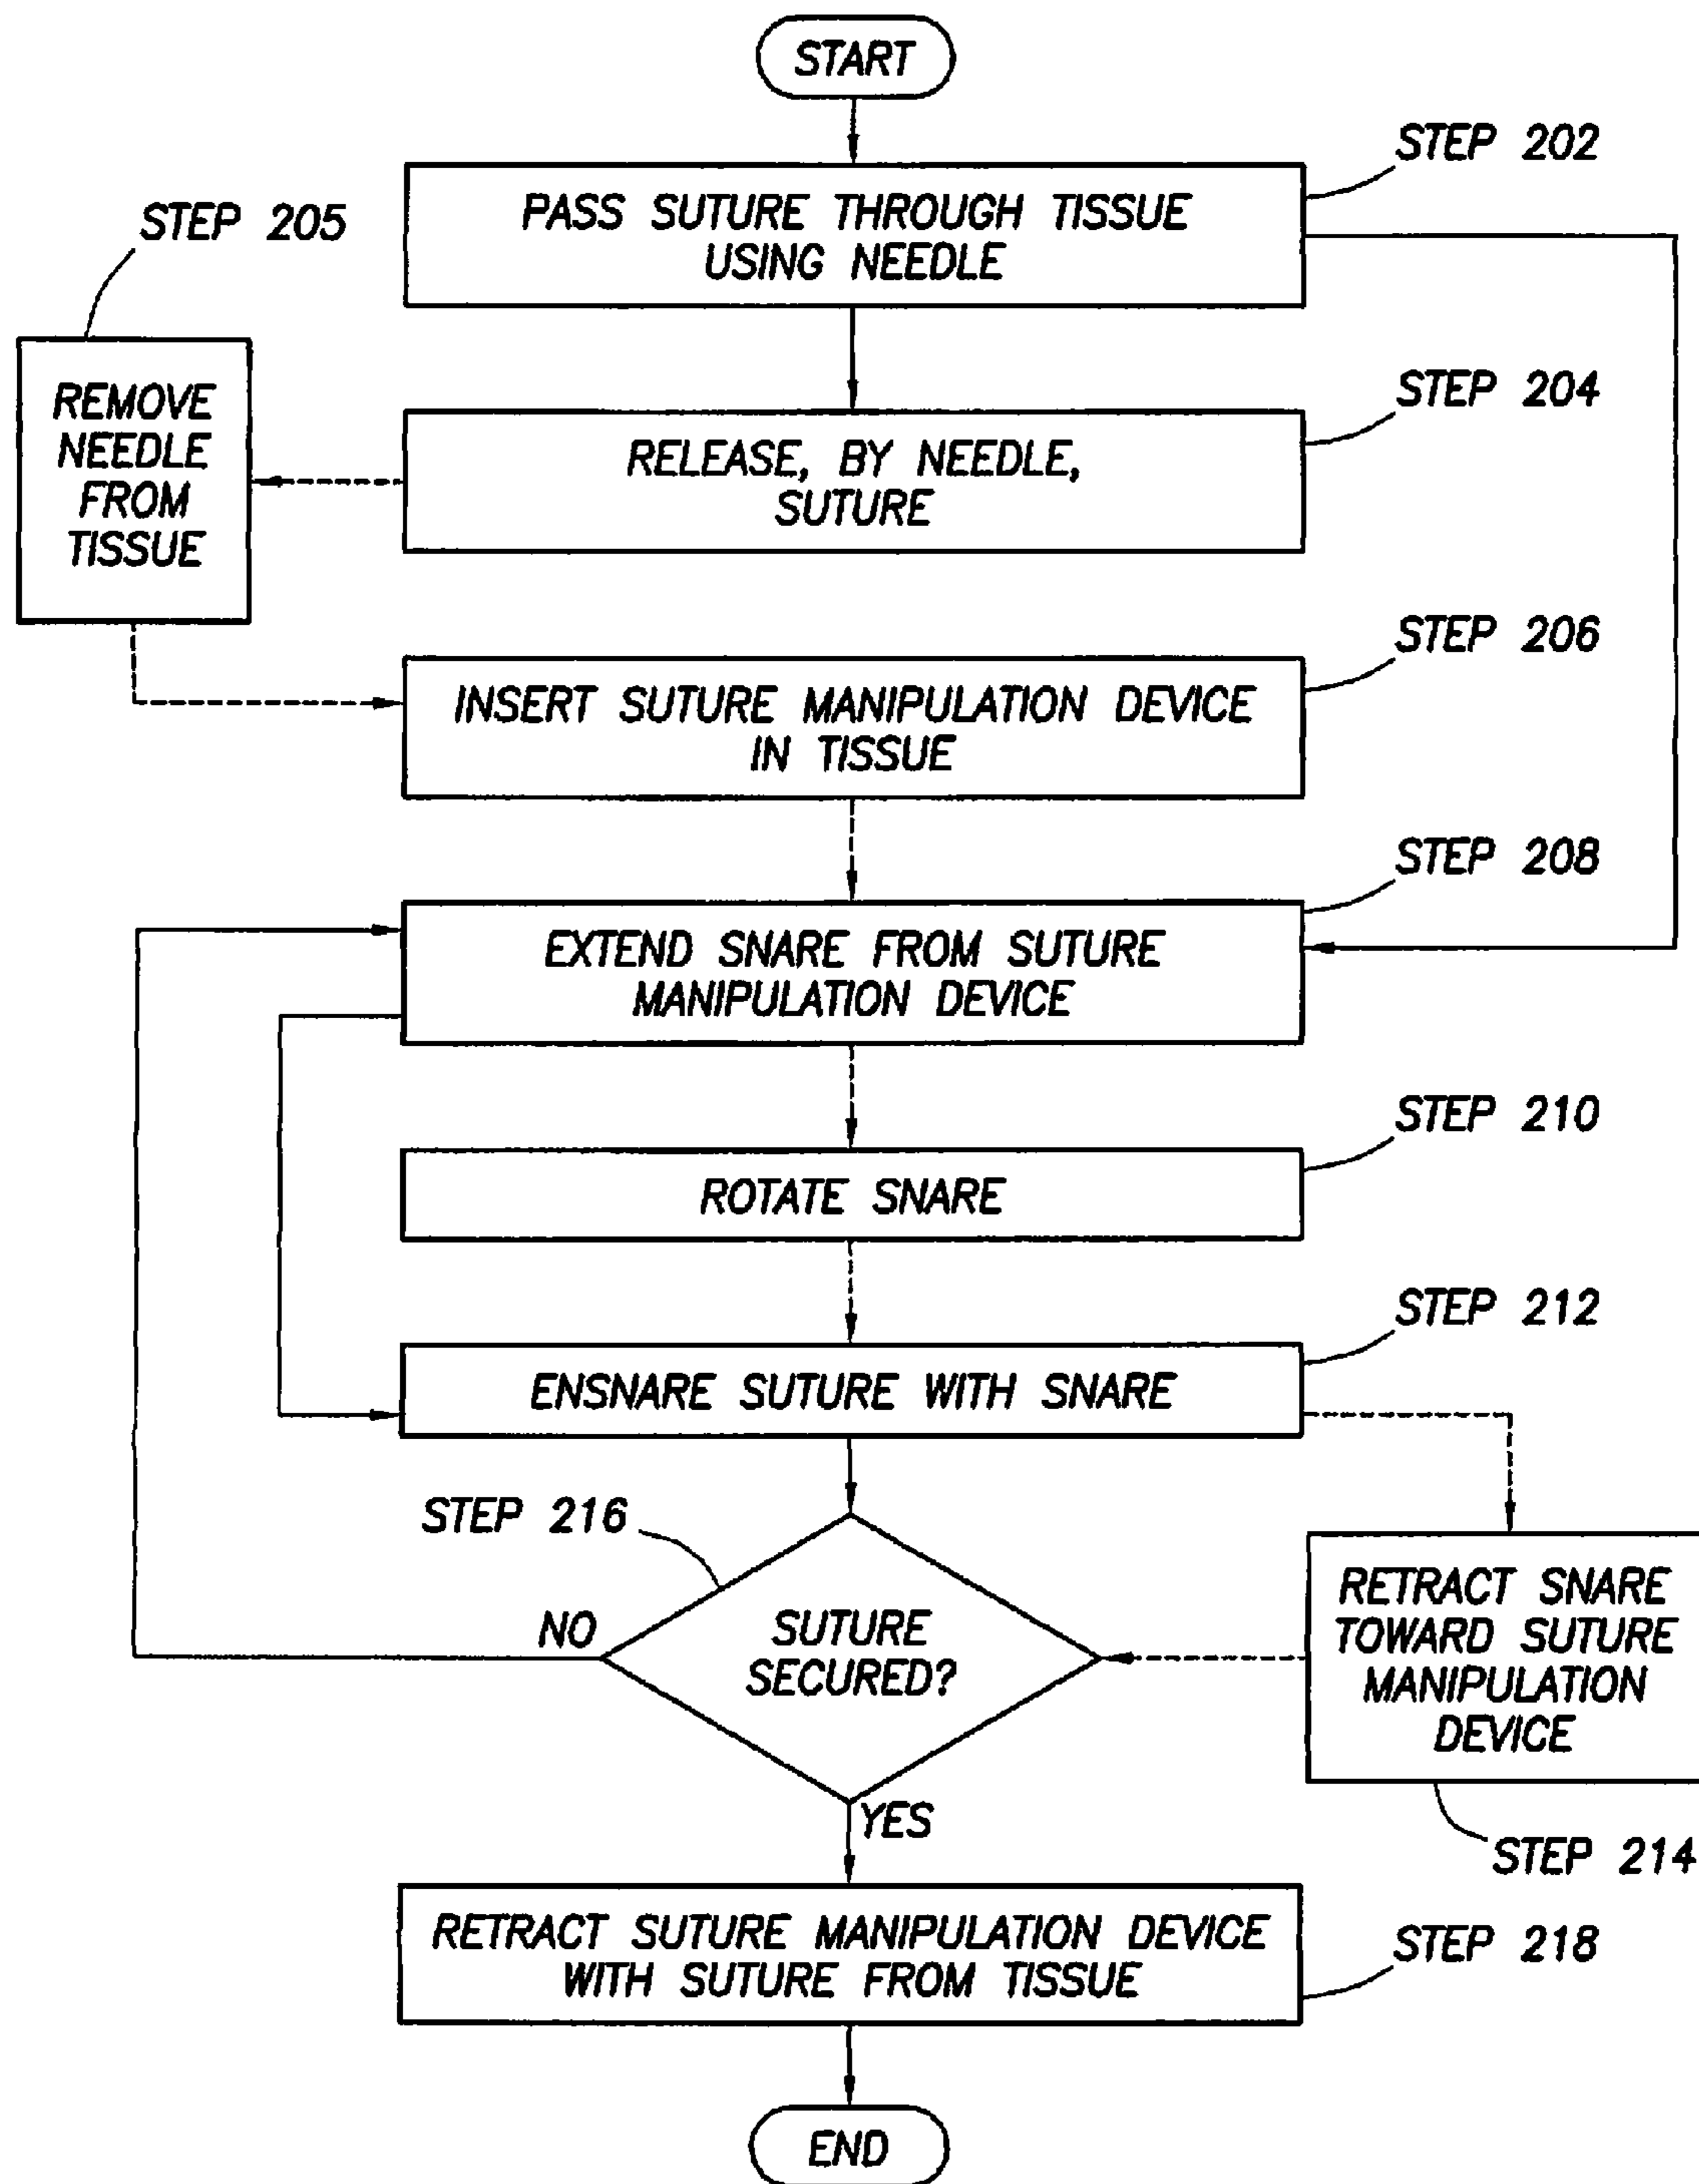 START
STEP 202
PASS SUTURE THROUGH TISSUE
USING NEEDLE
STEP 205
REMOVE
NEEDLE
FROM
TISSUE
STEP 204
RELEASE, BY NEEDLE,
SUTURE
STEP 206
INSERT SUTURE MANIPULATION DEVICE
IN TISSUE
STEP 208
EXTEND SNARE FROM SUTURE
MANIPULATION DEVICE
STEP 210
ROTATE SNARE
STEP 212
ENSNARE SUTURE WITH SNARE
STEP 216
NO
SUTURE
SECURED?
RETRACT SNARE
TOWARD SUTURE
MANIPULATION
DEVICE
YES
STEP 214
RETRACT SUTURE MANIPULATION DEVICE
WITH SUTURE FROM TISSUE
STEP 218
END